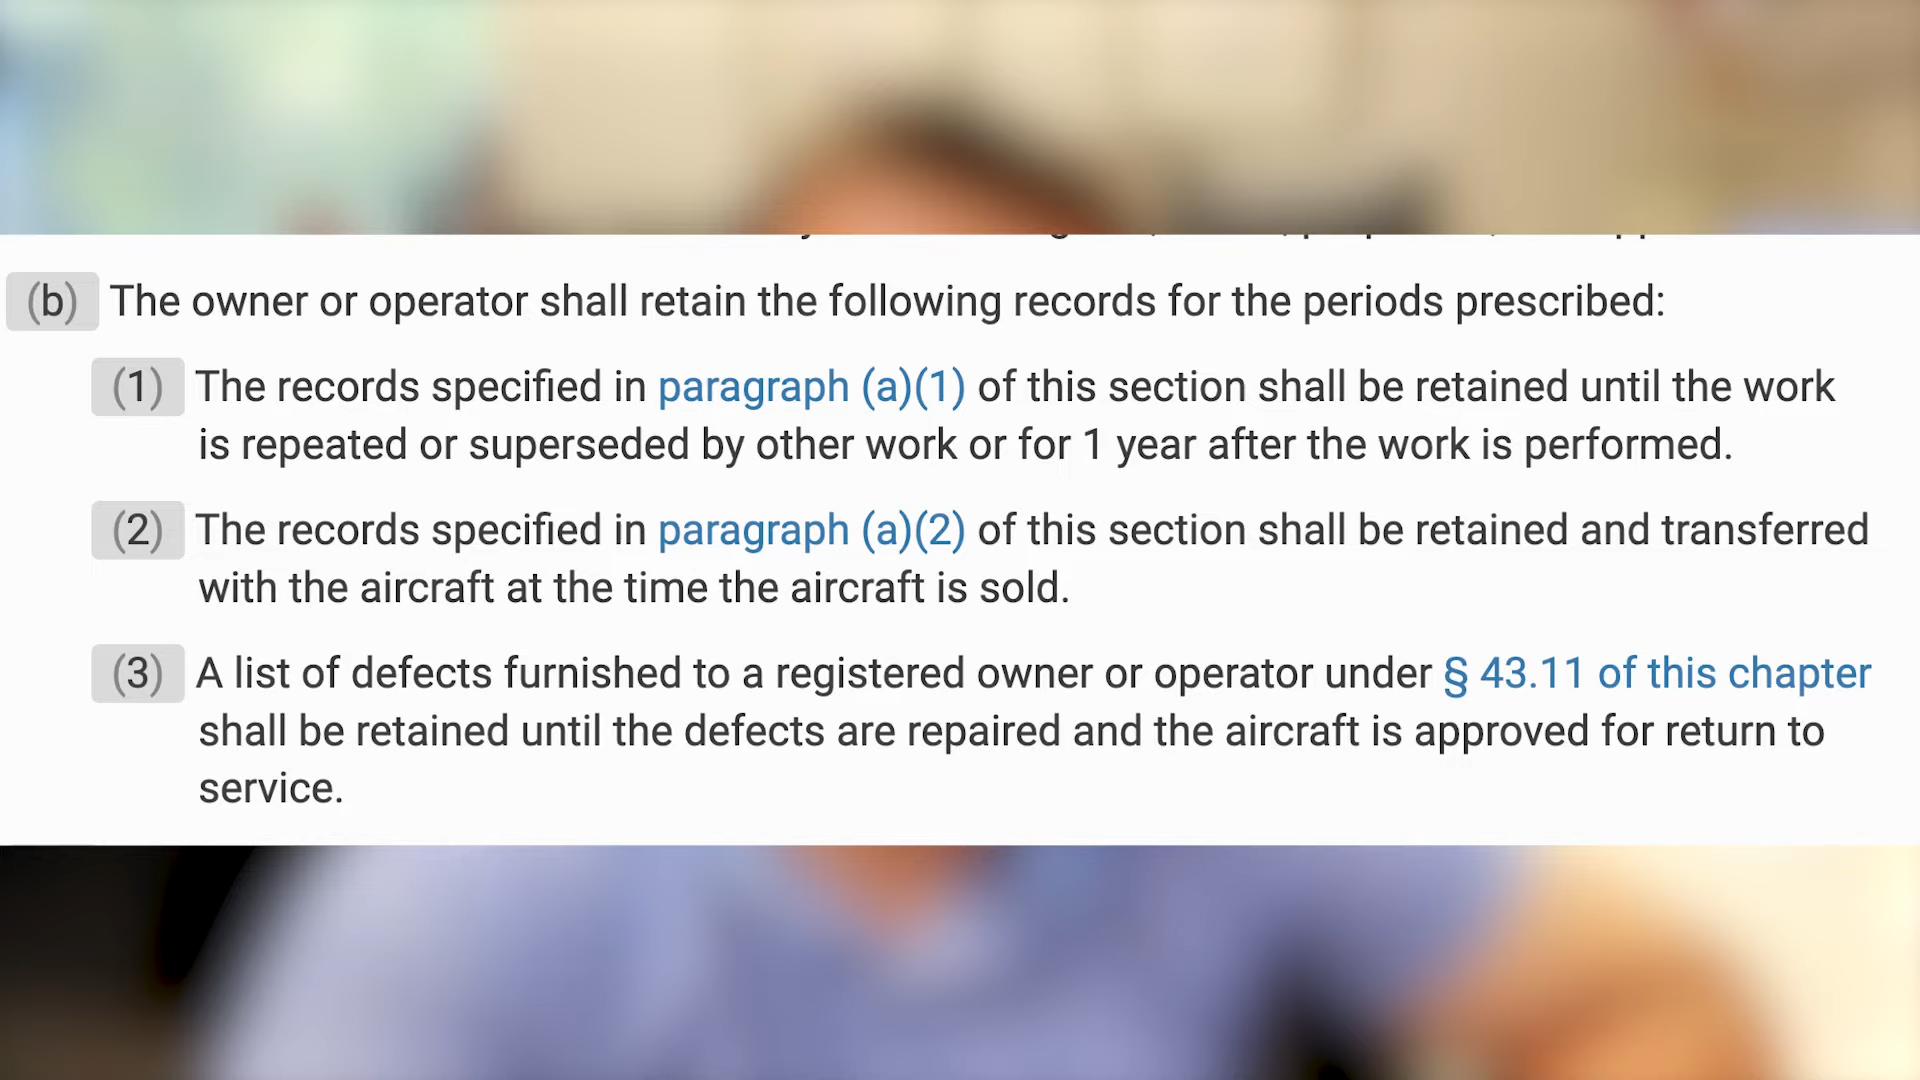 (b) The owner or operator shall retain the following records for the periods prescribed:
(1) The records specified in paragraph (a)(1) of this section shall be retained until the work
is repeated or superseded by other work or for 1 year after the work is performed.
(2) The records specified in paragraph (a)(2) of this section shall be retained and transferred
with the aircraft at the time the aircraft is sold.
(3) A list of defects furnished to a registered owner or operator under § 43.11 of this chapter
shall be retained until the defects are repaired and the aircraft is approved for return to
service.